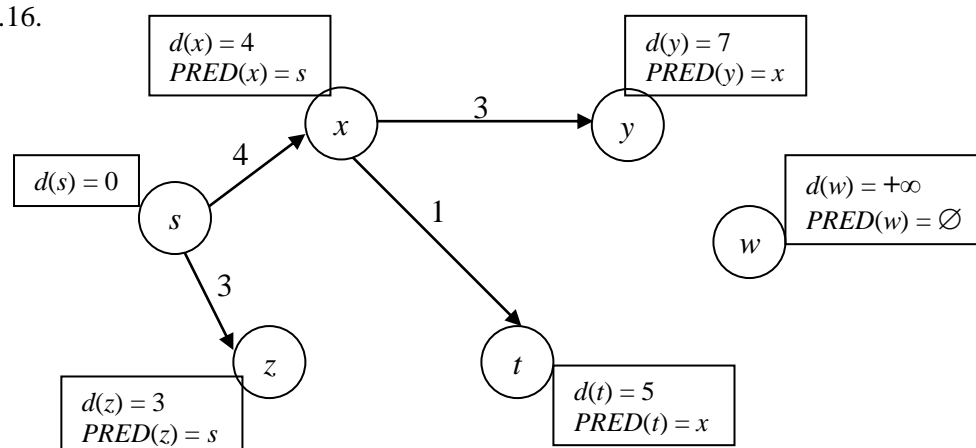 .16.
d(x) = 4
PRED(x) = s
d(y) = 7
PRED(y) = x
x
3
y
4
d(s) = 0
s
1
d(w) = +∞
PRED(w) = ∅
w
3
z
t
d(z) = 3
PRED(z) = s
d(t) = 5
PRED(t) = x